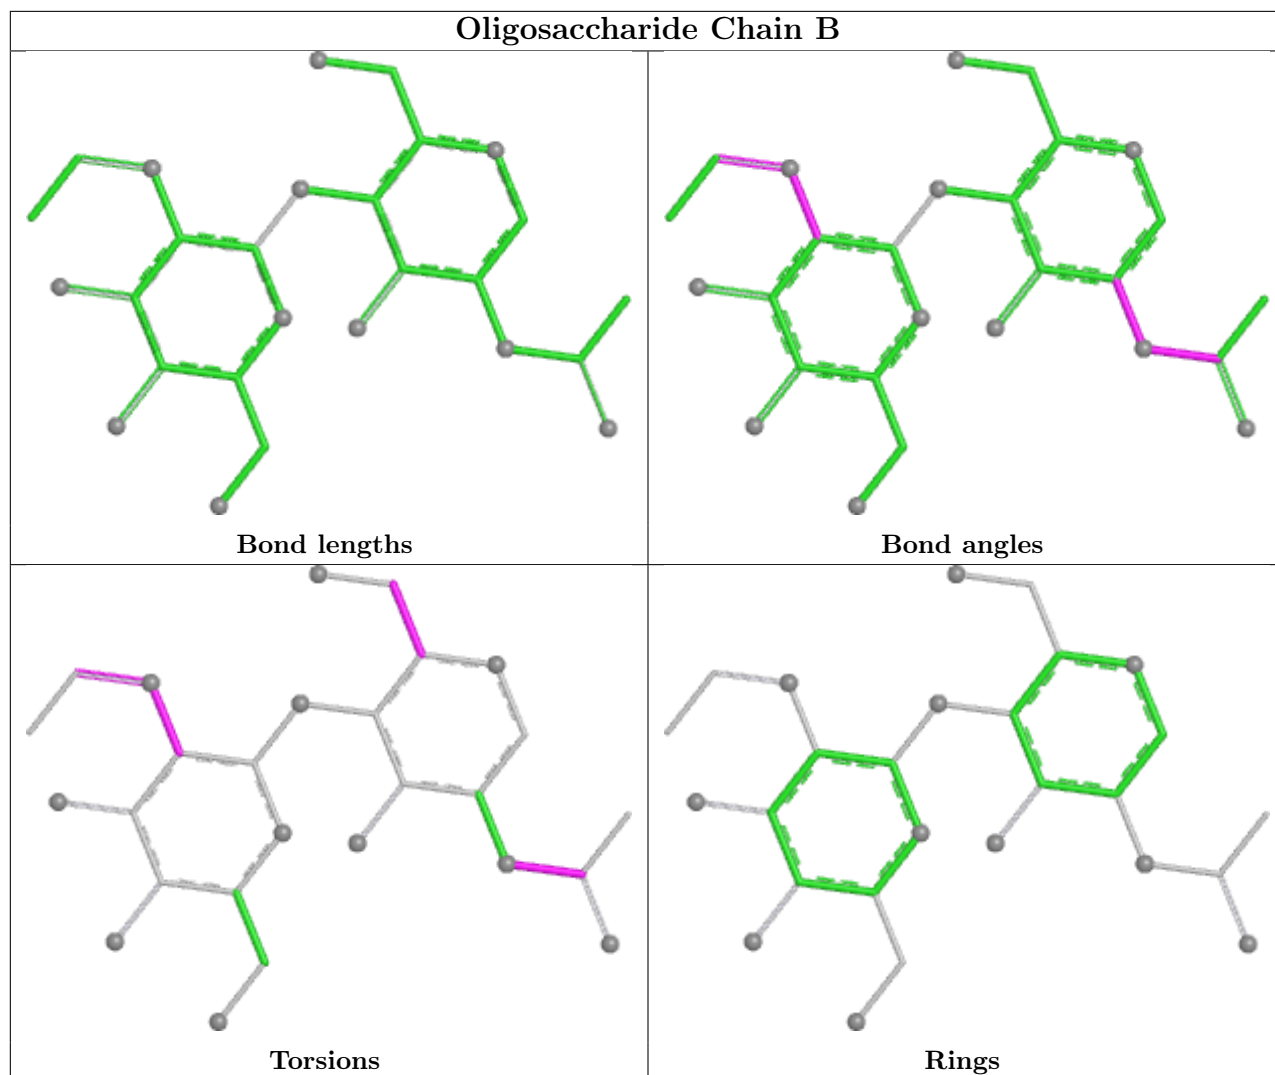 Oligosaccharide Chain B
Bond lengths
Bond angles
Torsions
Rings